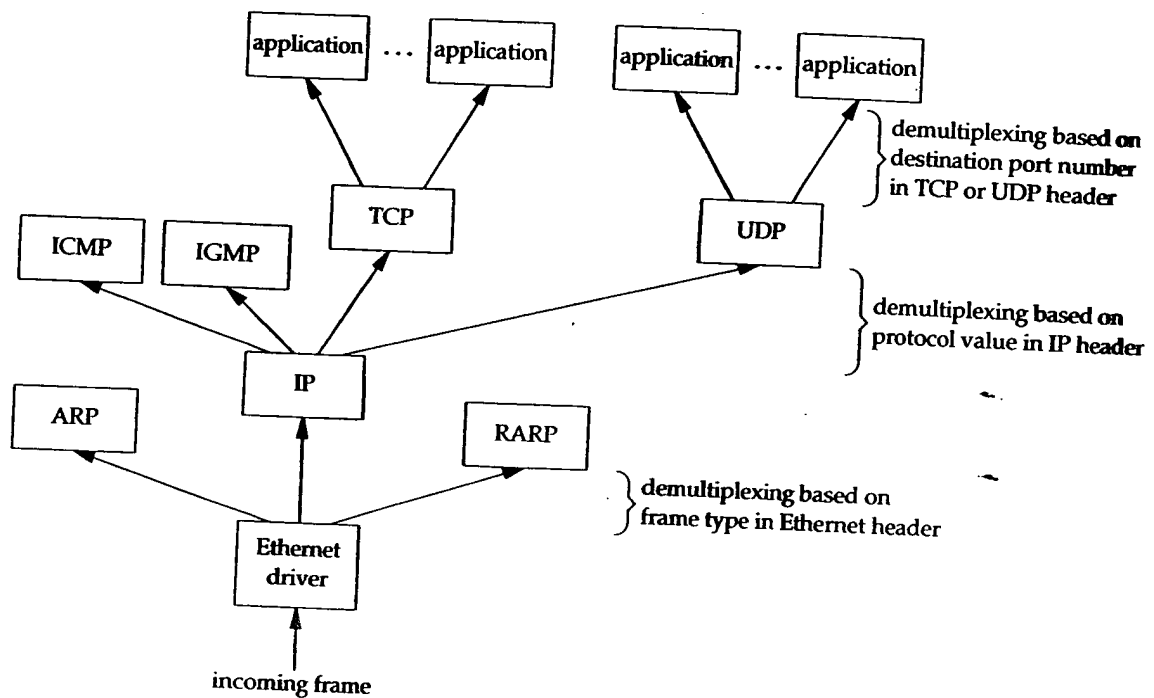 application ... application
application ... application
demultiplexing based on
destination port number
in TCP or UDP header
TCP
UDP
ICMP
IGMP
demultiplexing based on
protocol value in IP header
IP
ARP
RARP
demultiplexing based on
frame type in Ethernet header
Ethernet
driver
incoming frame